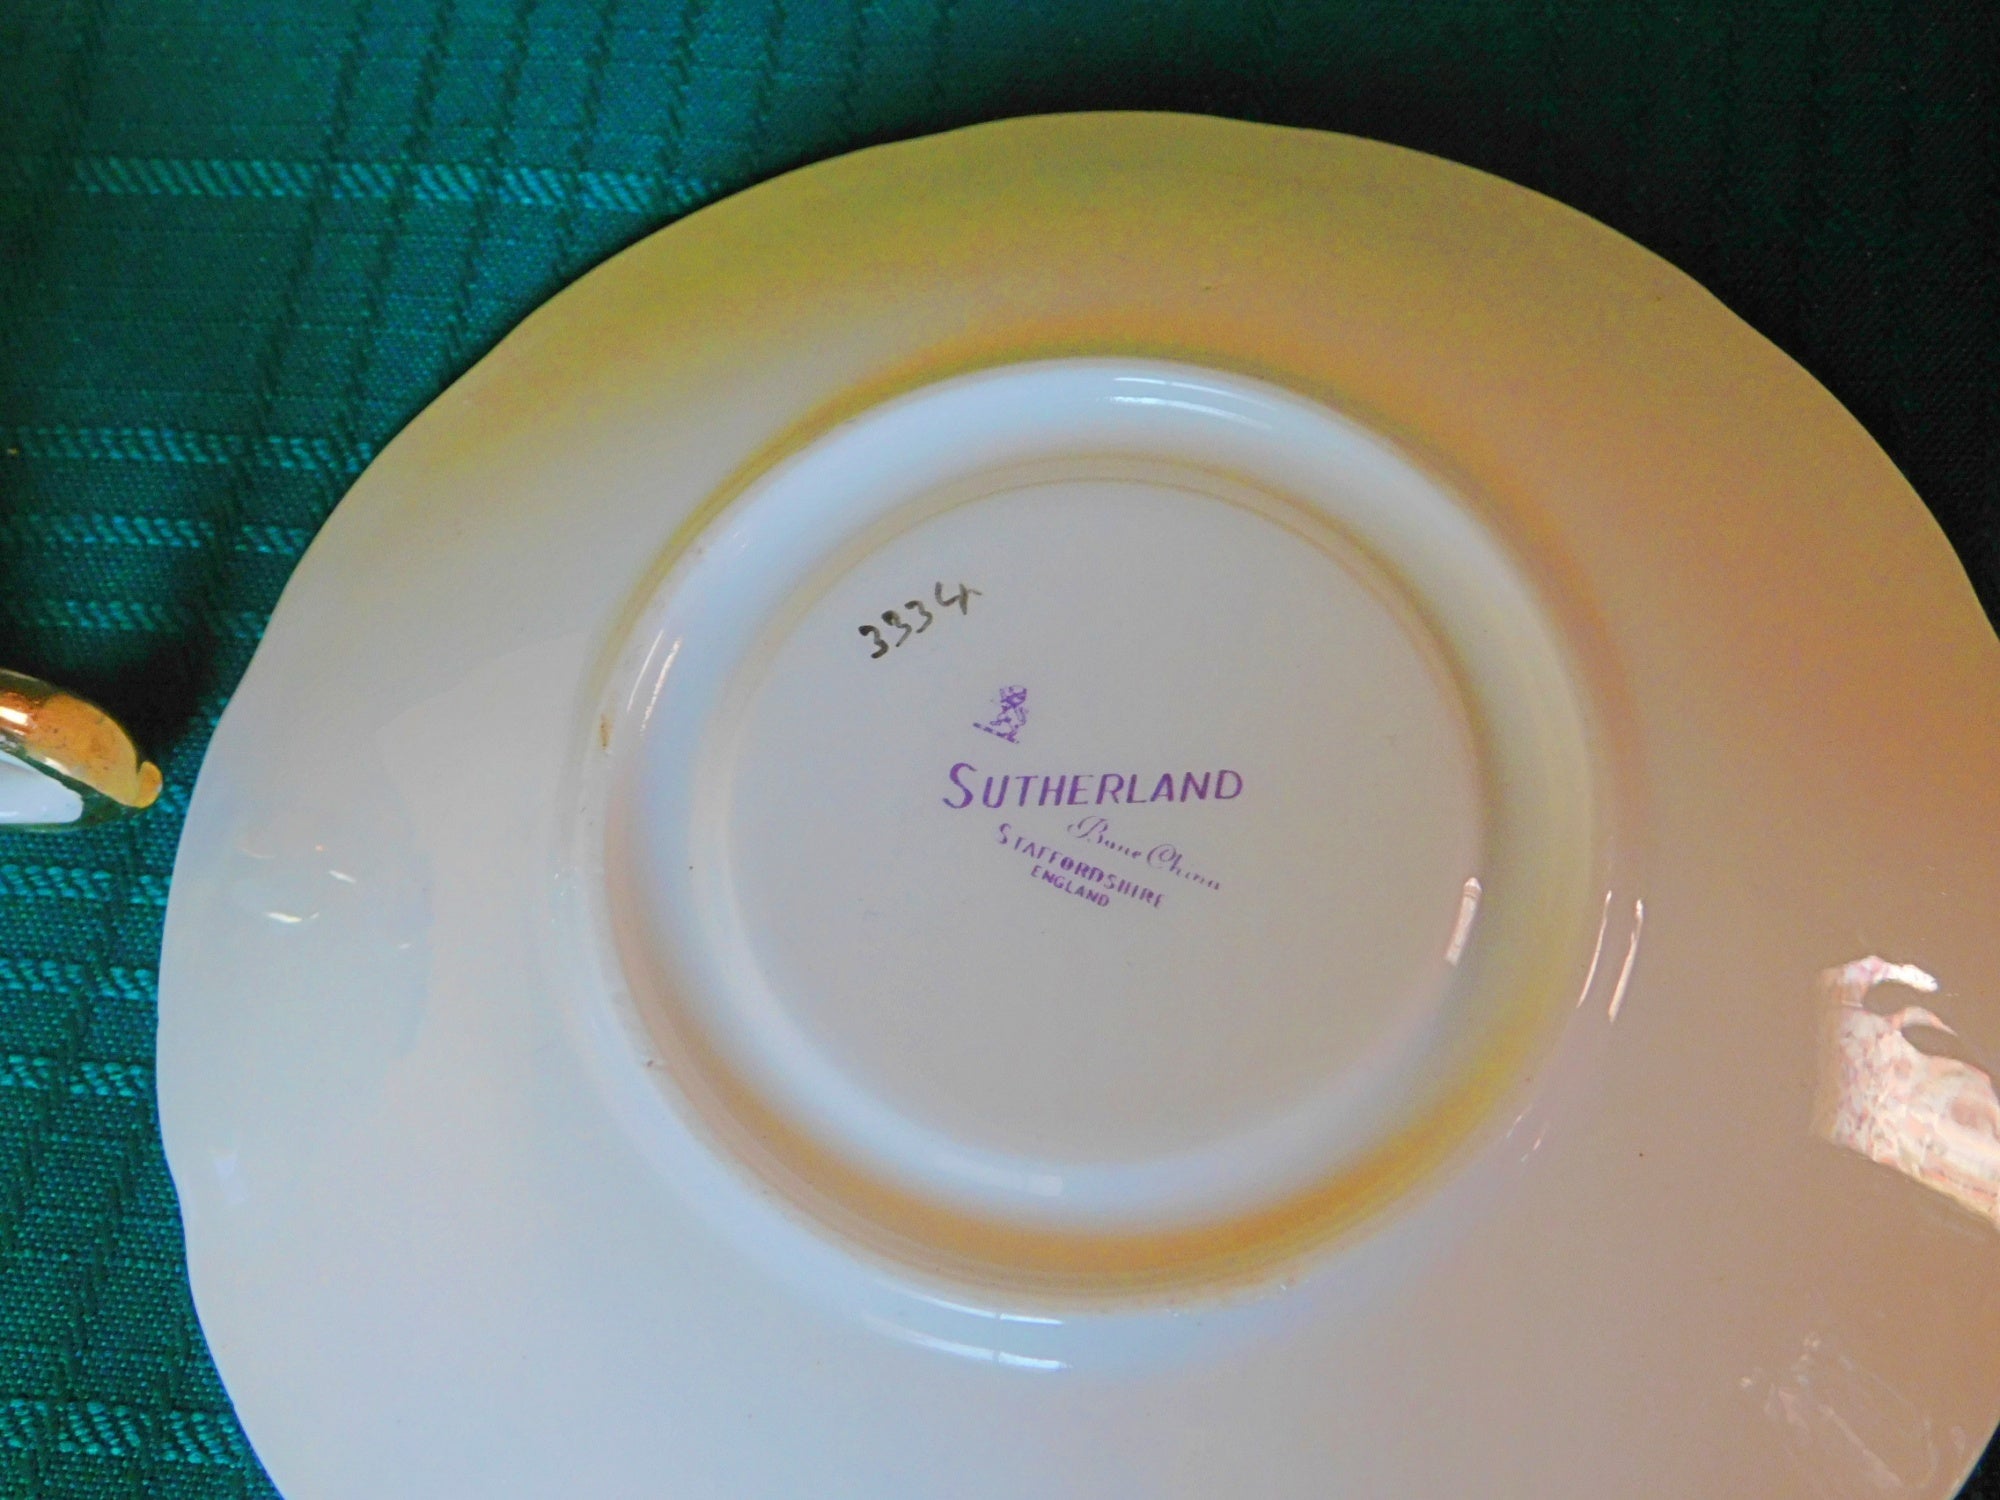 3334
SUTHERLAND
Bone China
STAFFORDSHIRE
ENGLAND